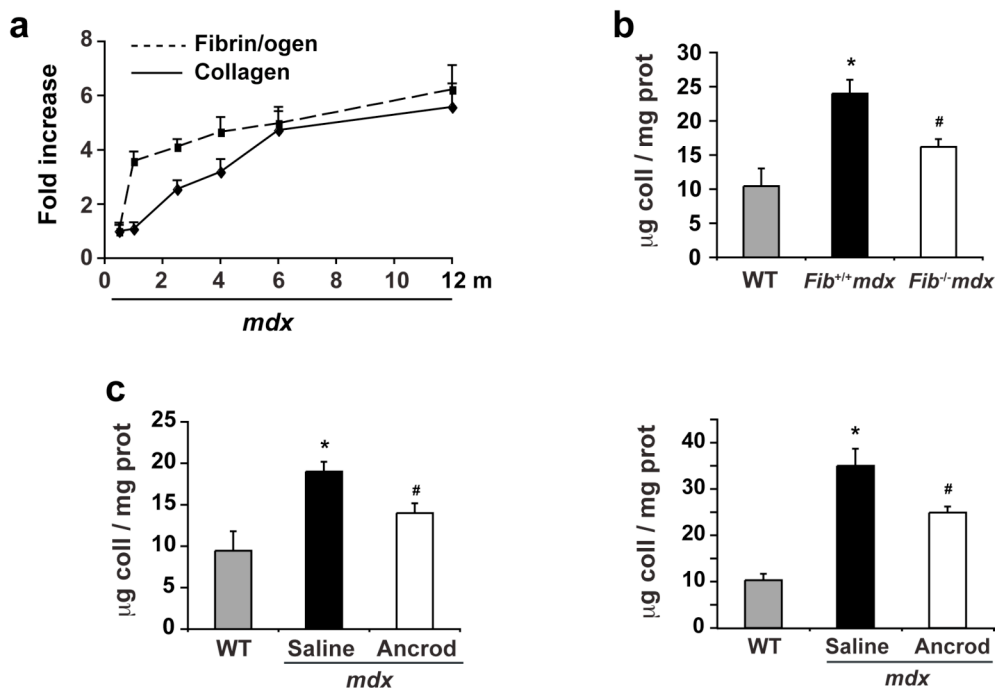 a
8
6
4
2
0
Fold increase
Fibrin/ogen
Collagen
0 2 4 6 8 10 12 m
mdx
b
30
25
20
15
10
5
0
µg coll / mg prot
*
#
WT Fib+/+mdx Fib-/-mdx
c
25
20
15
10
5
0
µg coll / mg prot
*
#
WT Saline Ancrod
mdx
40
30
20
10
0
µg coll / mg prot
*
#
WT Saline Ancrod
mdx